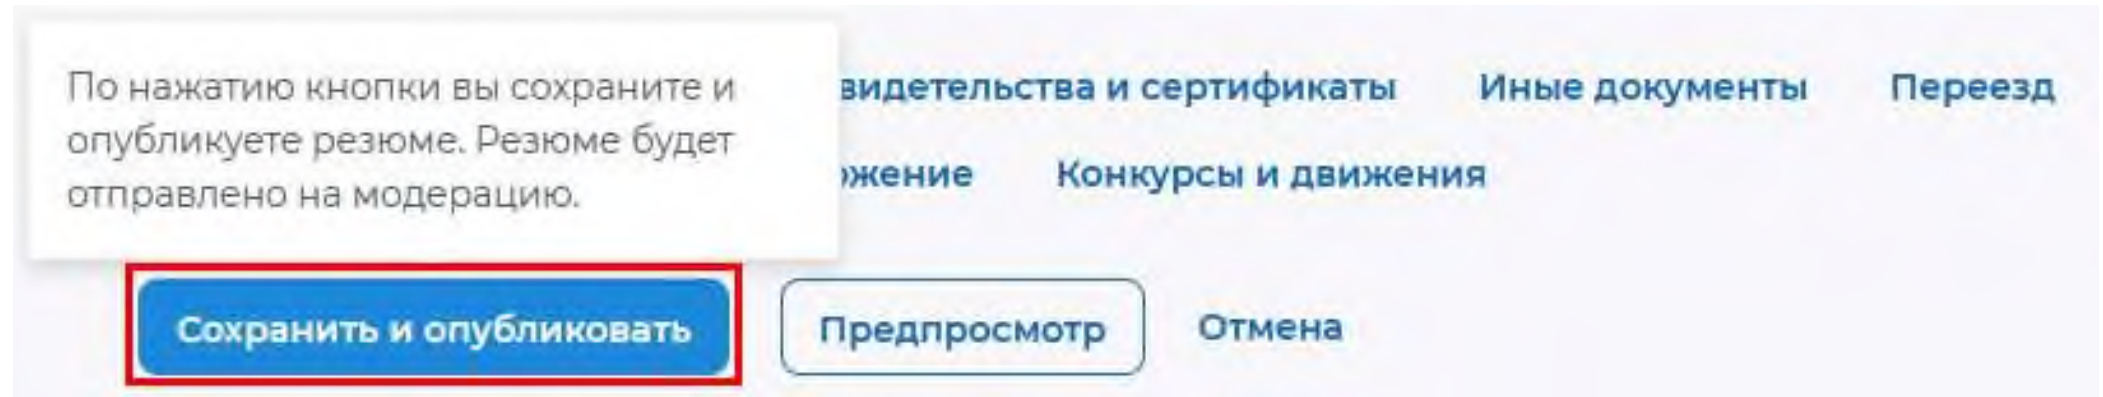 По нажатию кнопки вы сохраните и
опубликуете резюме. Резюме будет
отправлено на модерацию.
видетельства и сертификаты Иные документы Переезд
жение Конкурсы и движения
Сохранить и опубликовать Предпросмотр Отмена